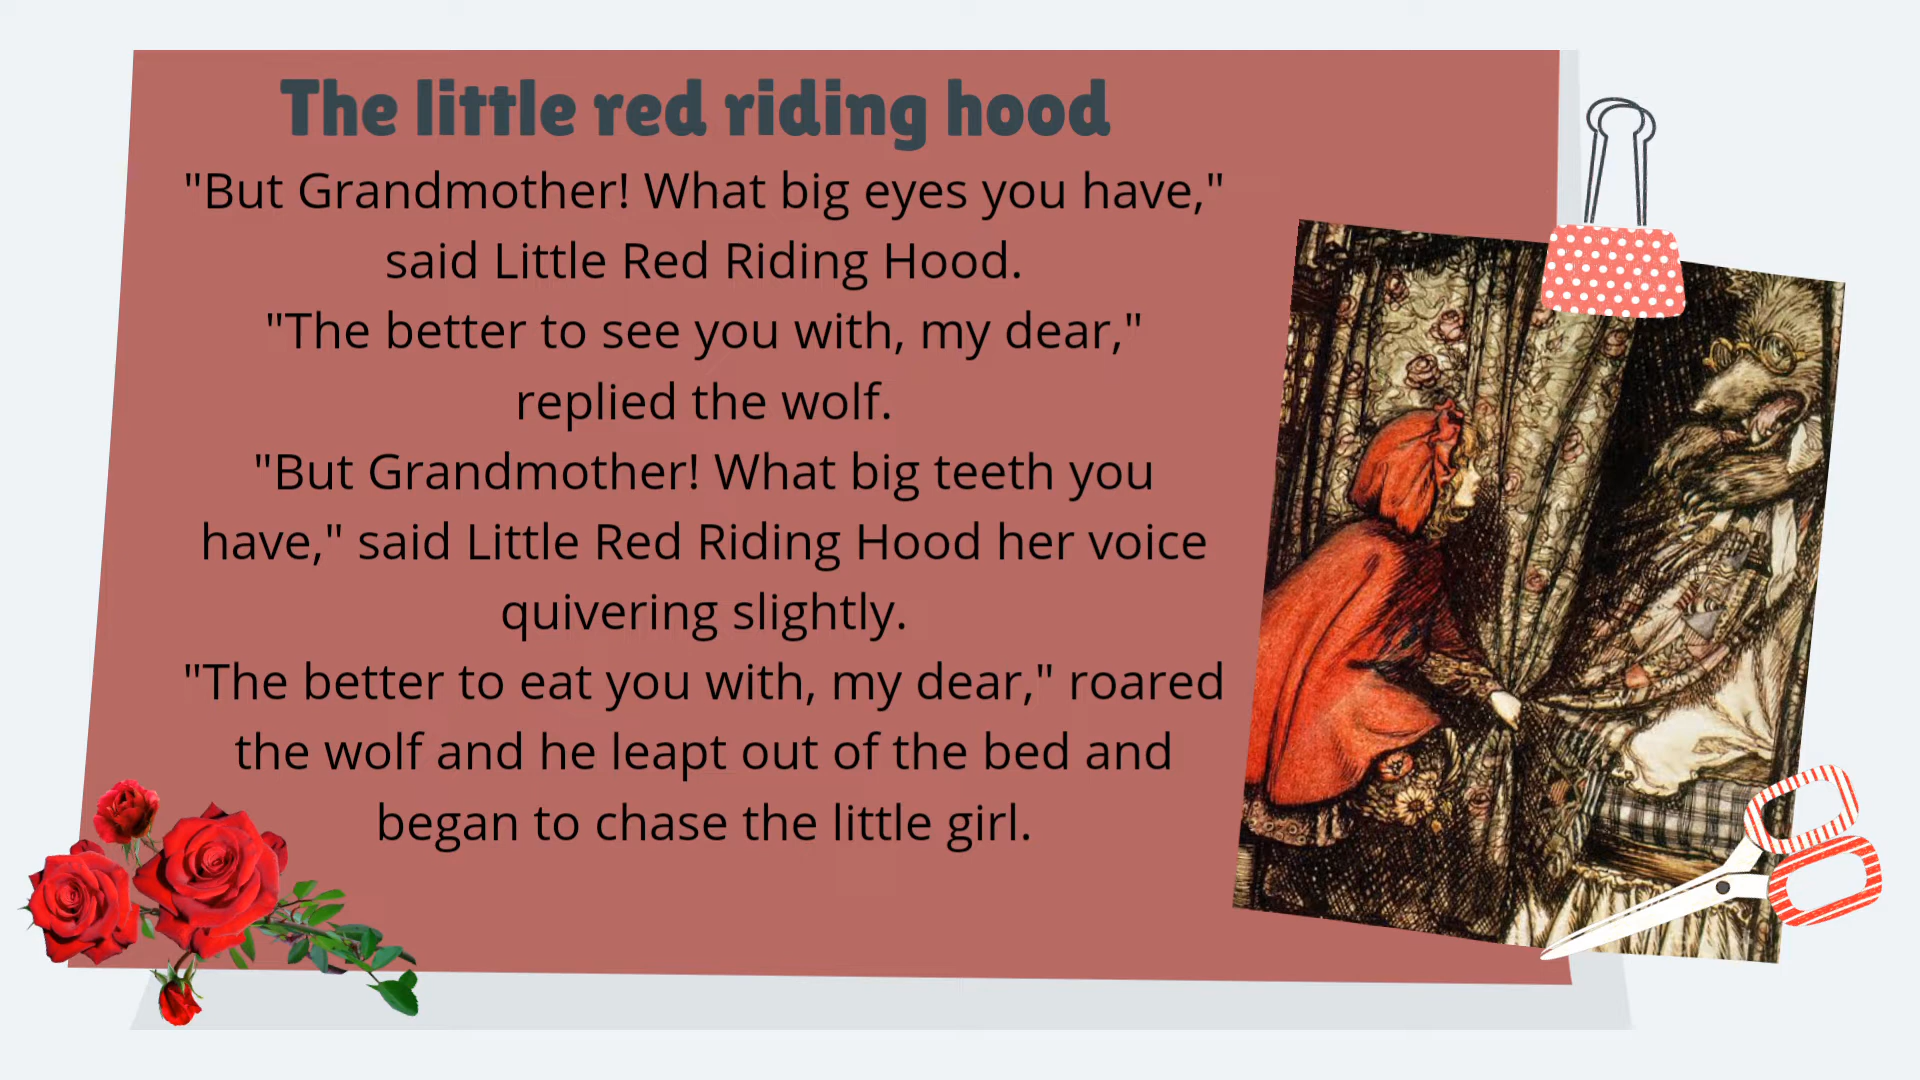 The little red riding hood
"But Grandmother! What big eyes you have,"
said Little Red Riding Hood.
"The better to see you with, my dear,"
replied the wolf.
"But Grandmother! What big teeth you
have," said Little Red Riding Hood her voice
quivering slightly.
"The better to eat you with, my dear," roared
the wolf and he leapt out of the bed and
began to chase the little girl.